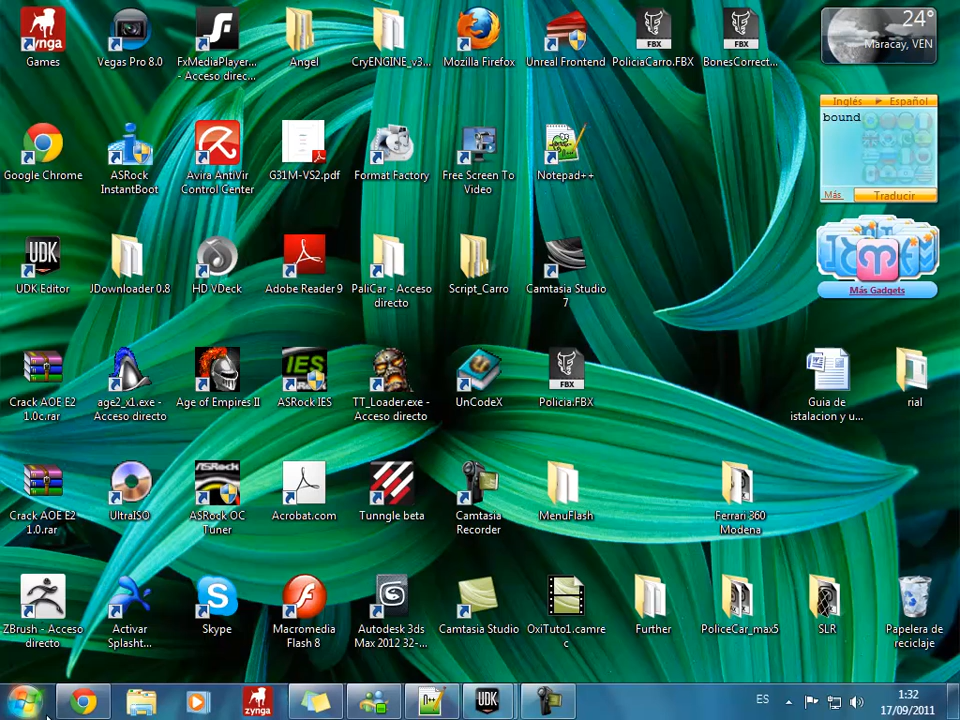 Games
Vegas Pro 8.0
FxMediaPlayer... - Acceso direc...
Angel
CryENGINE_v3...
Mozilla Firefox
Unreal Frontend
PoliciaCarro.FBX
BonesCorrect...
24°
Maracay, VEN
Inglés ► Español
bound
Más
Traducir
Google Chrome
ASRock InstantBoot
Avira AntiVir Control Center
G31M-VS2.pdf
Format Factory
Free Screen To Video
Notepad++
Más Gadgets
UDK Editor
JDownloader 0.8
HD VDeck
Adobe Reader 9
PaliCar - Acceso directo
Script_Carro
Camtasia Studio 7
Crack AOE E2 1.0c.rar
age2_x1.exe - Acceso directo
Age of Empires II
ASRock IES
TT_Loader.exe - Acceso directo
UnCodeX
Policia.FBX
Guia de istalacion y u...
rial
Crack AOE E2 1.0.rar
UltraISO
ASRock OC Tuner
Acrobat.com
Tunngle beta
Camtasia Recorder
MenuFlash
Ferrari 360 Modena
ZBrush - Acceso directo
Activar Splasht...
Skype
Macromedia Flash 8
Autodesk 3ds Max 2012 32-...
Camtasia Studio
OxiTuto1.camrec
Further
PoliceCar_max5
SLR
Papelera de reciclaje
zynga
UDK
ES
1:32
17/09/2011